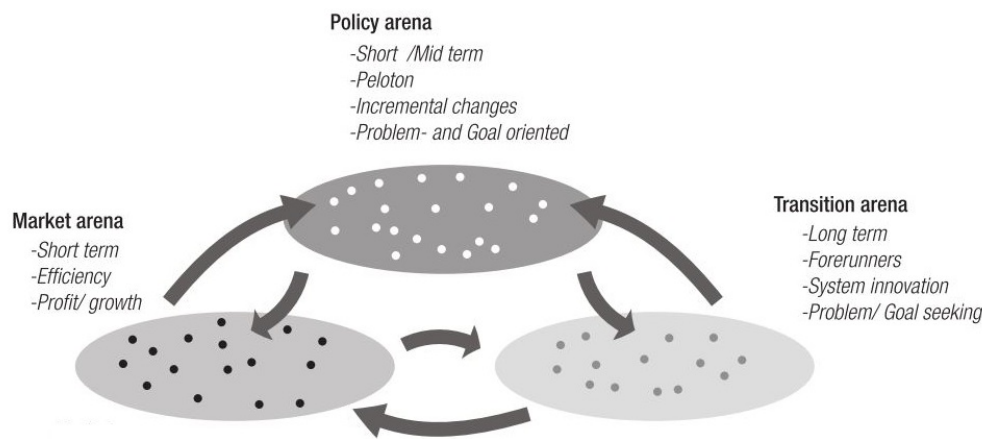 Policy arena
-Short /Mid term
-Peloton
-Incremental changes
-Problem- and Goal oriented
Market arena
-Short term
-Efficiency
-Profit/ growth
Transition arena
-Long term
-Forerunners
-System innovation
-Problem/ Goal seeking